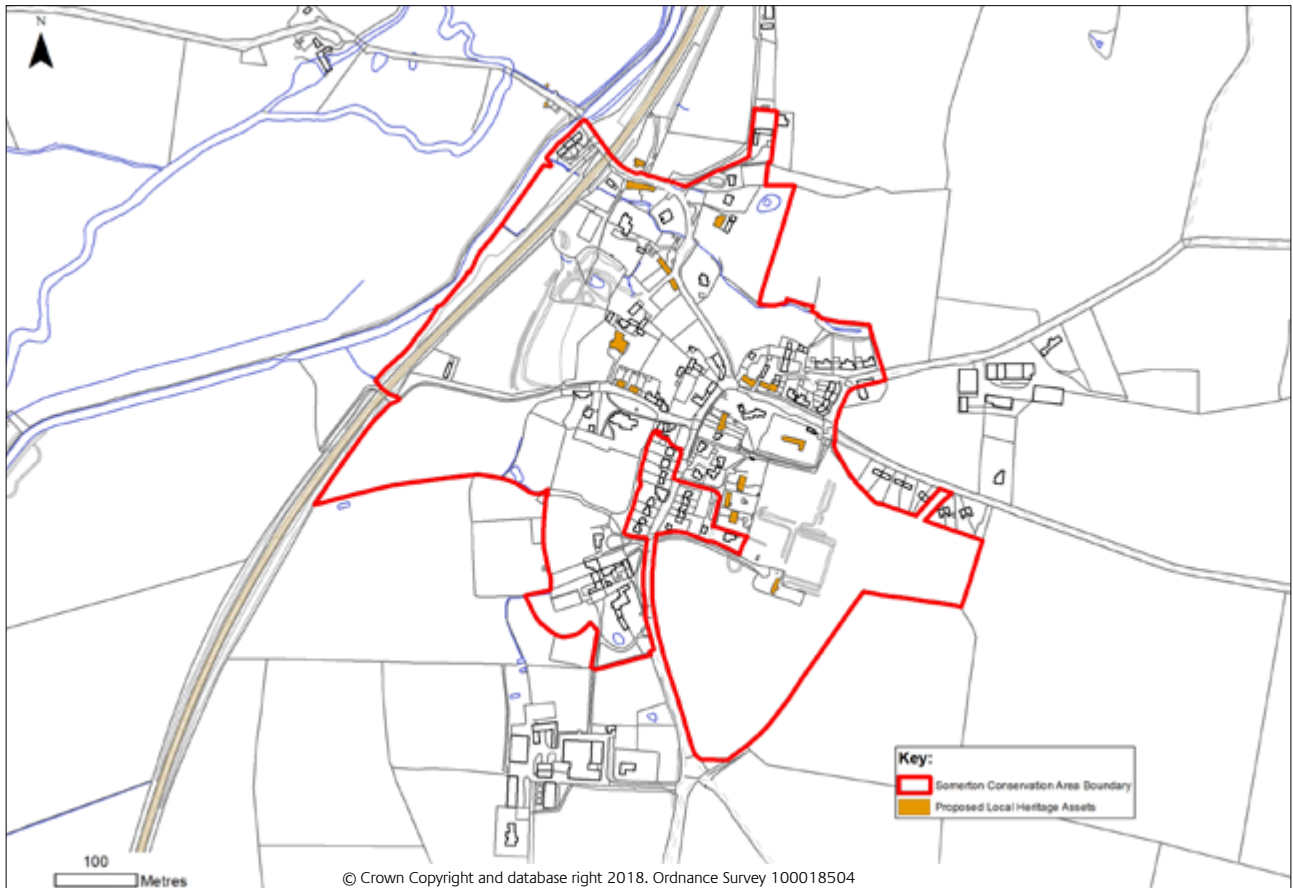 N
Key:
Somerton Conservation Area Boundary
Proposed Local Heritage Assets
100
Metres
© Crown Copyright and database right 2018. Ordnance Survey 100018504